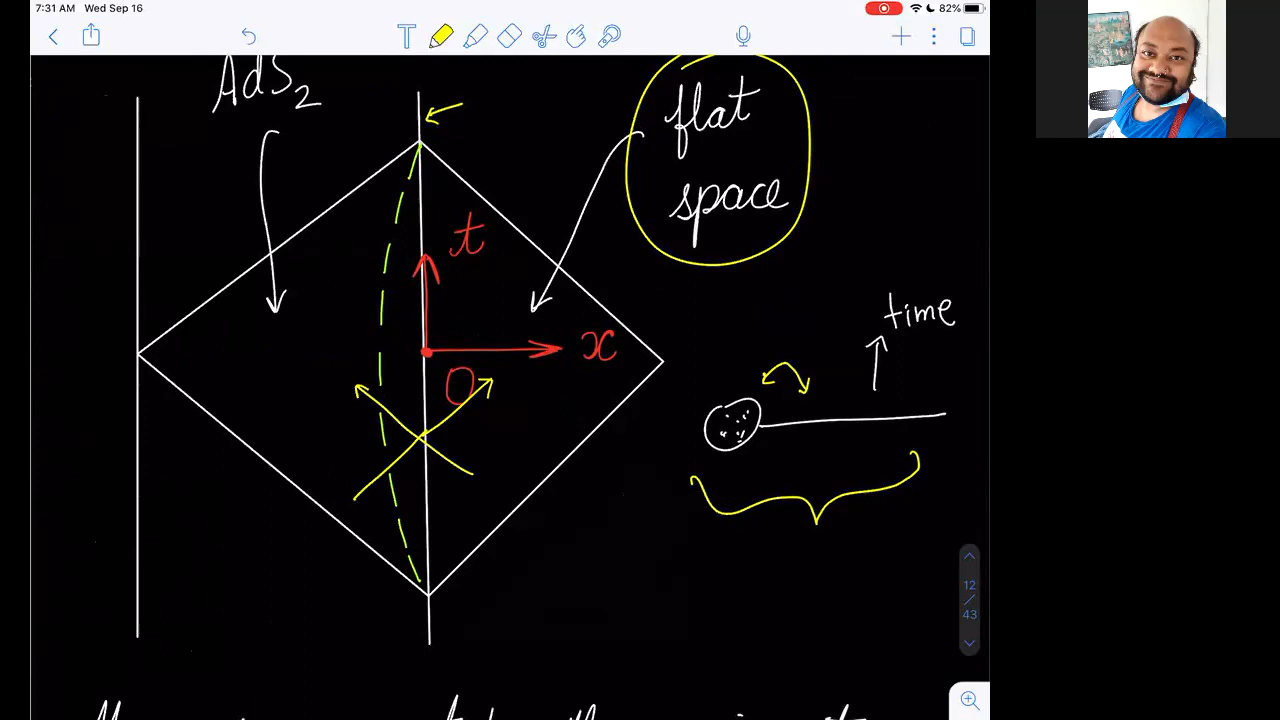 7:31 AM Wed Sep 16
82%
T
AdS2
flat
space
t
x
O
time
12
/
43